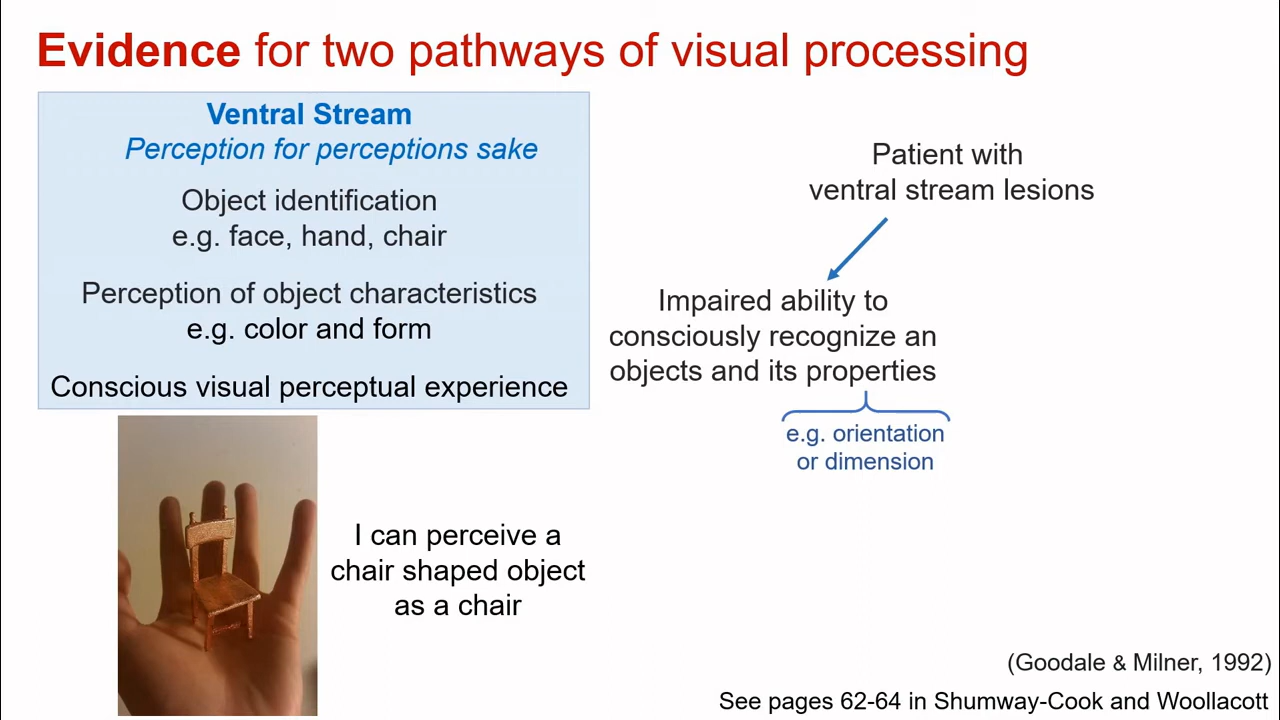 Evidence for two pathways of visual processing
Ventral Stream
Perception for perceptions sake
Object identification
e.g. face, hand, chair
Perception of object characteristics
e.g. color and form
Conscious visual perceptual experience
I can perceive a
chair shaped object
as a chair
Patient with
ventral stream lesions
Impaired ability to
consciously recognize an
objects and its properties
e.g. orientation
or dimension
(Goodale & Milner, 1992)
See pages 62-64 in Shumway-Cook and Woollacott